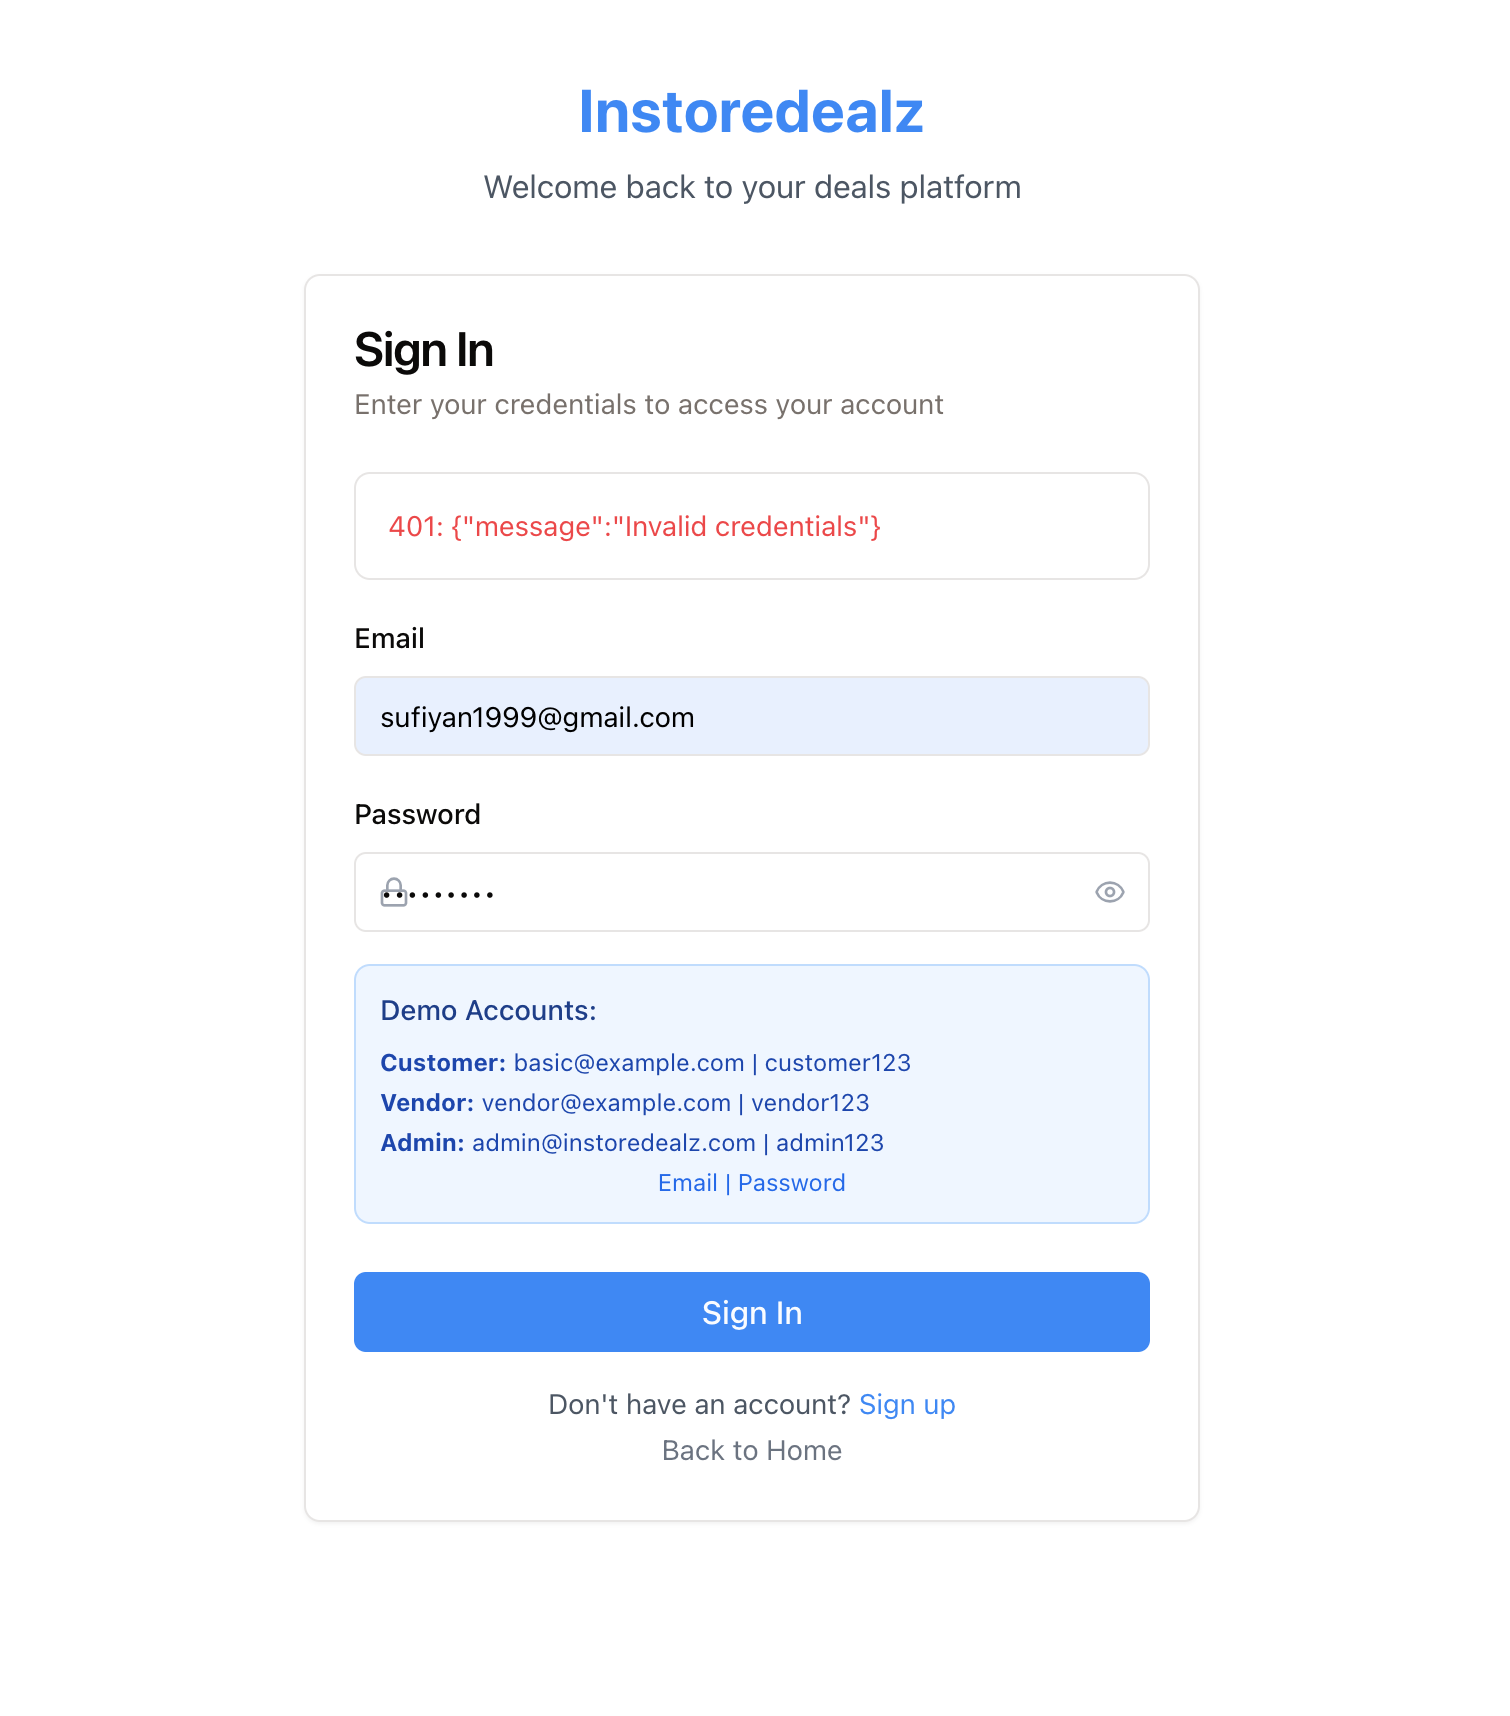 Instoredealz
Welcome back to your deals platform
Sign In
Enter your credentials to access your account
401: {"message":"Invalid credentials"}
Email
sufiyan1999@gmail.com
Password
•••••••••
Demo Accounts:
Customer: basic@example.com | customer123
Vendor: vendor@example.com | vendor123
Admin: admin@instoredealz.com | admin123
Email | Password
Sign In
Don't have an account? Sign up
Back to Home